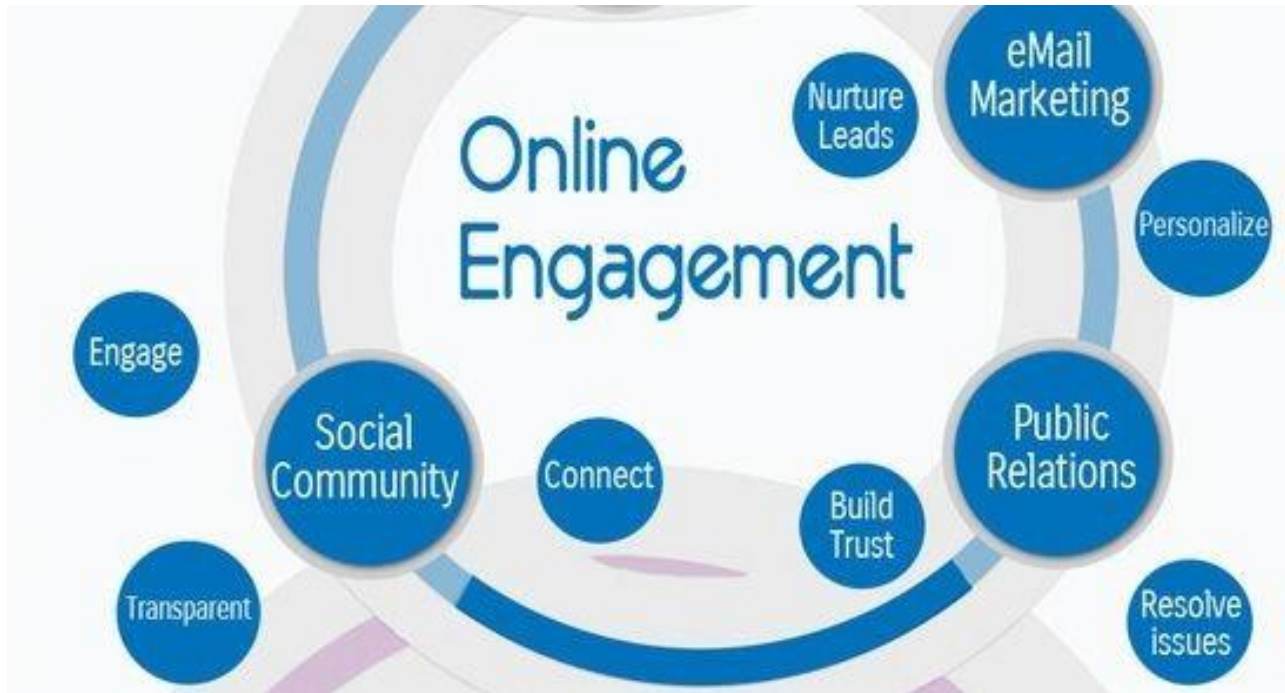 eMail
Marketing
Nurture
Leads
Online
Engagement
Personalize
Engage
Social
Community
Connect
Public
Relations
Build
Trust
Transparent
Resolve
issues